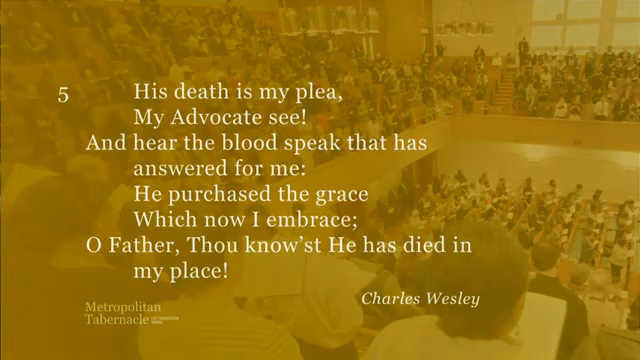 5 His death is my plea,
My Advocate see!
And hear the blood speak that has
answered for me:
He purchased the grace
Which now I embrace;
O Father, Thou know’st He has died in
my place!
Charles Wesley
Metropolitan
Tabernacle